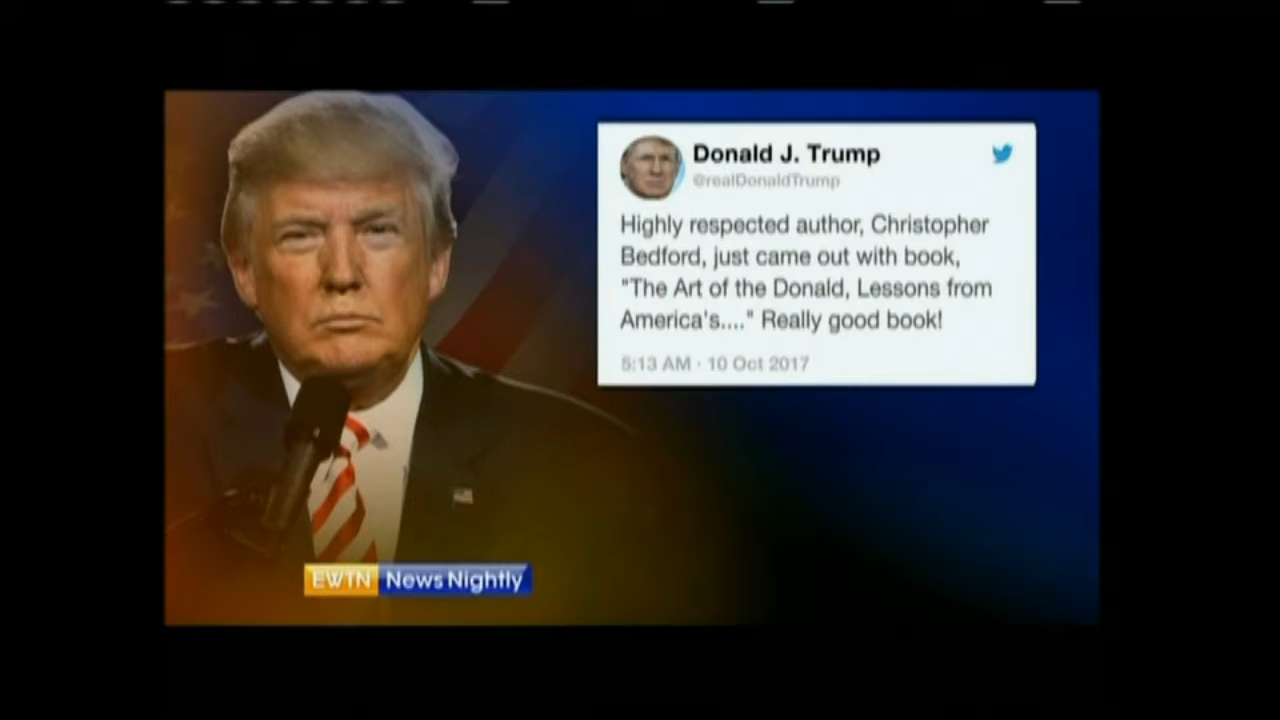 Donald J. Trump
@realDonaldTrump
Highly respected author, Christopher
Bedford, just came out with book,
"The Art of the Donald, Lessons from
America's...." Really good book!
5:13 AM · 10 Oct 2017
EWTN News Nightly